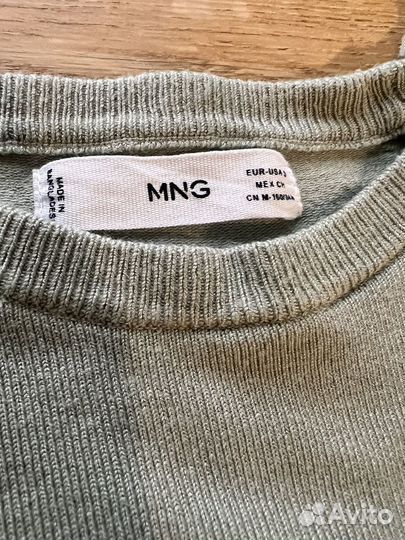 MADE IN
BANGLADESH
MNG
EUR-USA S
MEX CH
CN M-160/84A
Avito